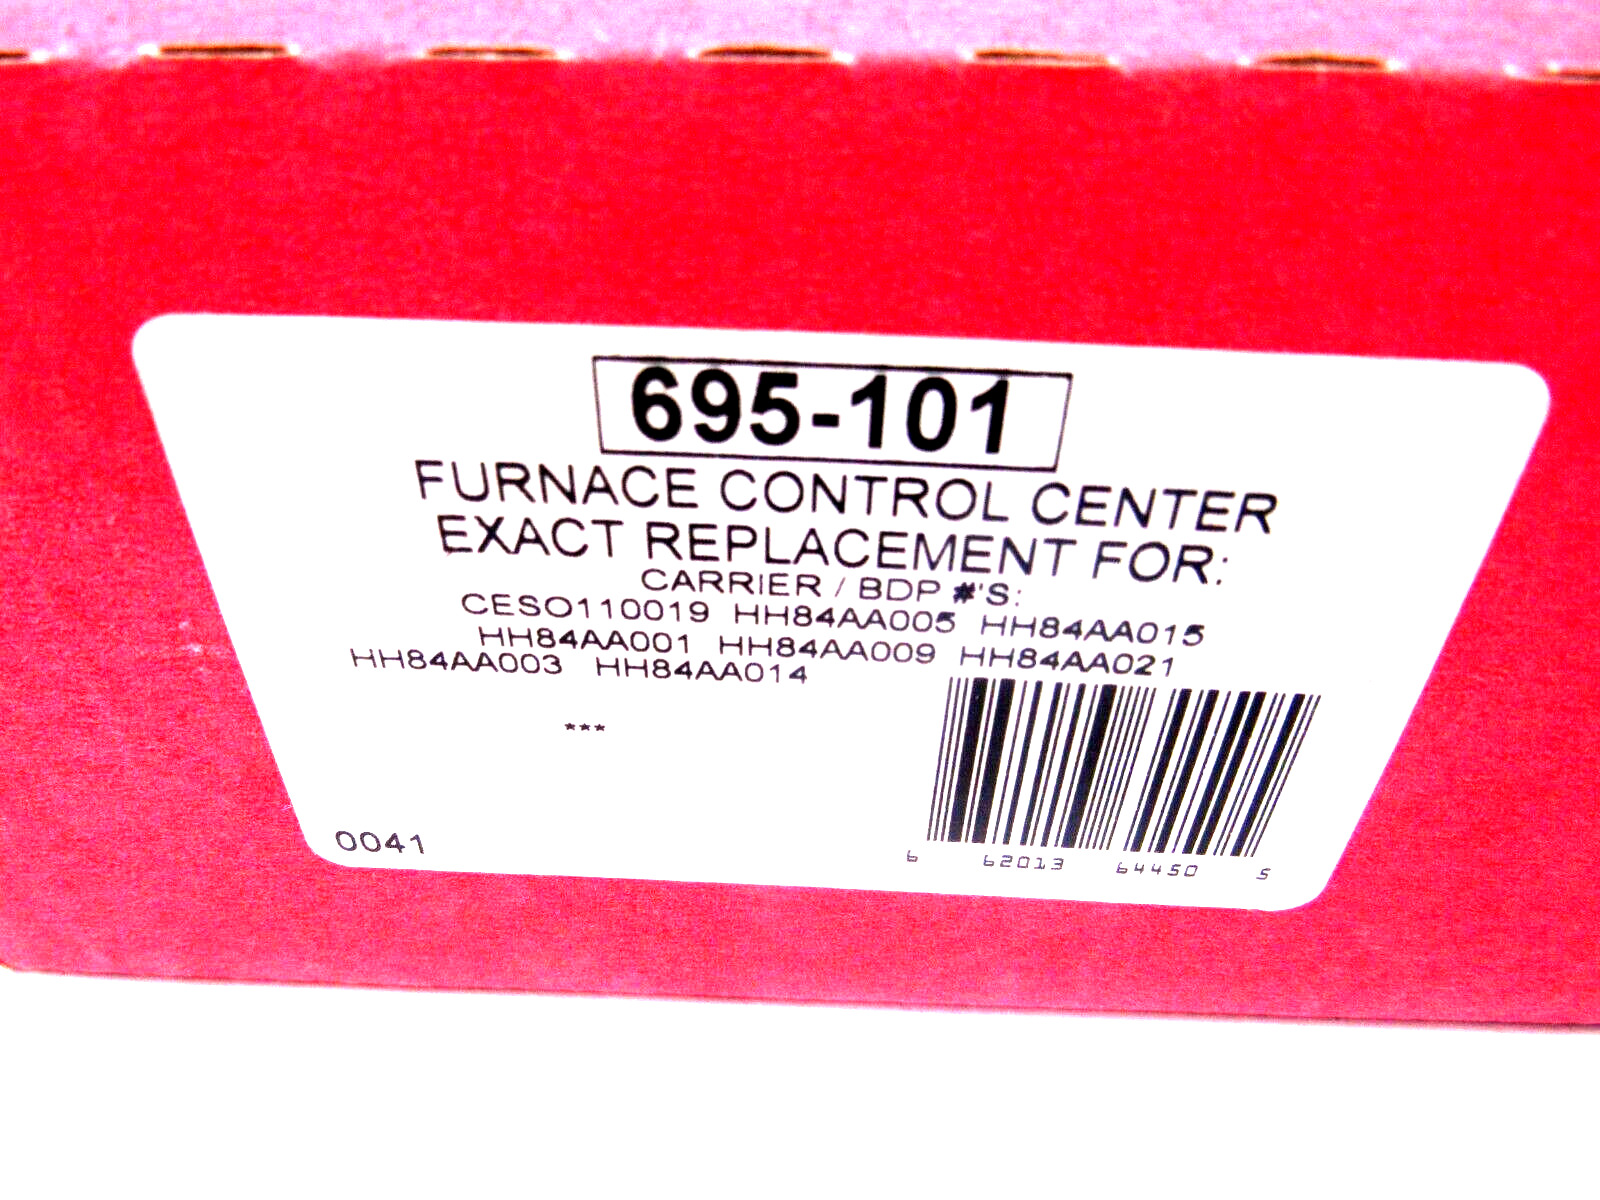 695-101
FURNACE CONTROL CENTER
EXACT REPLACEMENT FOR:
CARRIER / BDP #'S:
CESO110019 HH84AA005 HH84AA015
HH84AA001 HH84AA009 HH84AA021
HH84AA003 HH84AA014
***
0041
6 62013 64450 5